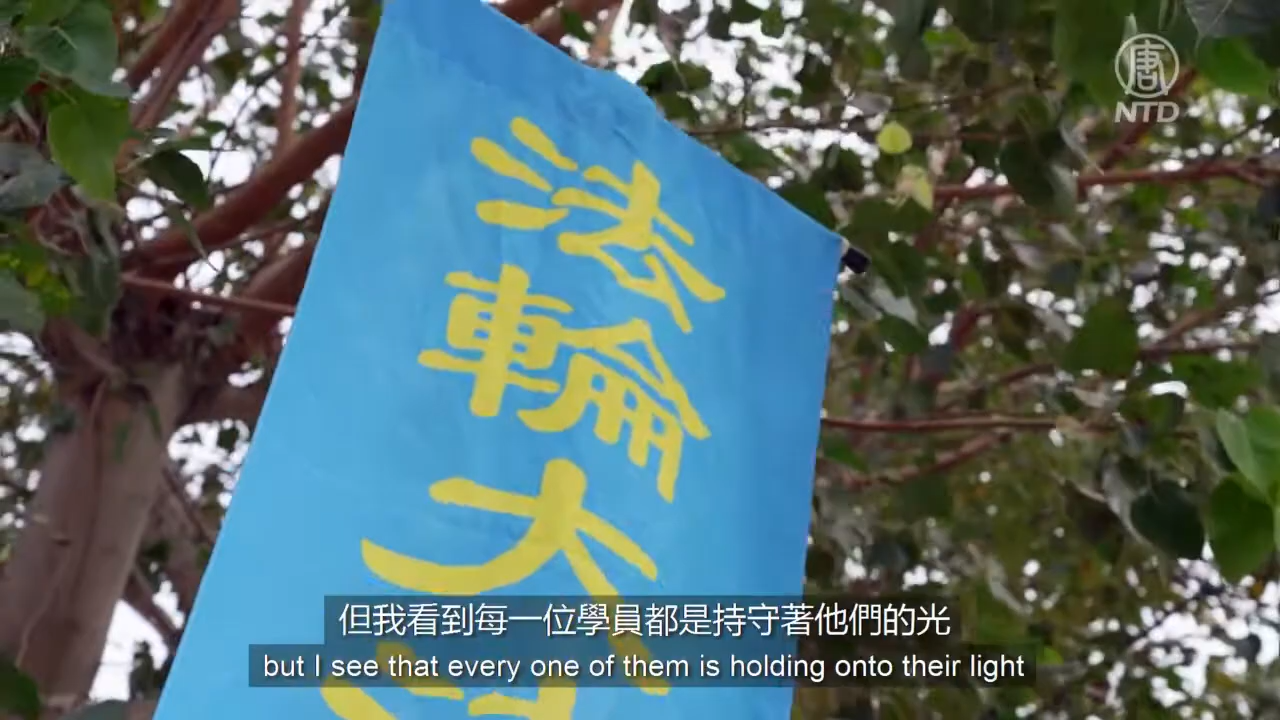 唐
NTD
法
輪
大
但我看到每一位學員都是持守著他們的光
but I see that every one of them is holding onto their light